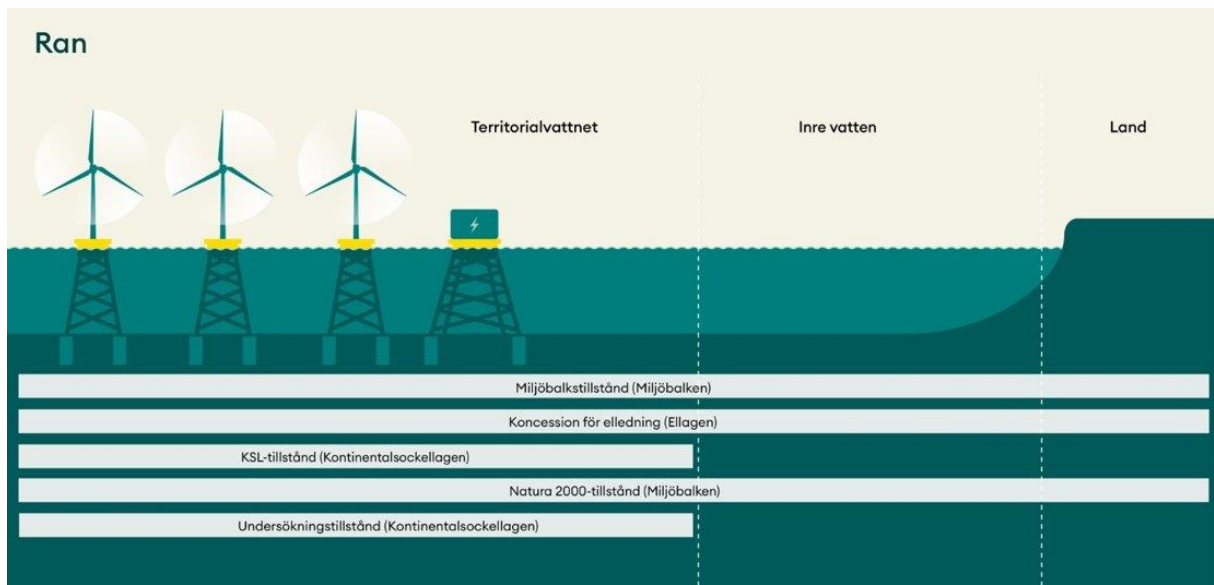 Ran
Territorialvattnet
Inre vatten
Land
Miljöbalkstillstånd (Miljöbalken)
Koncession för elledning (Ellagen)
KSL-tillstånd (Kontinentalsockellagen)
Natura 2000-tillstånd (Miljöbalken)
Undersökningstillstånd (Kontinentalsockellagen)